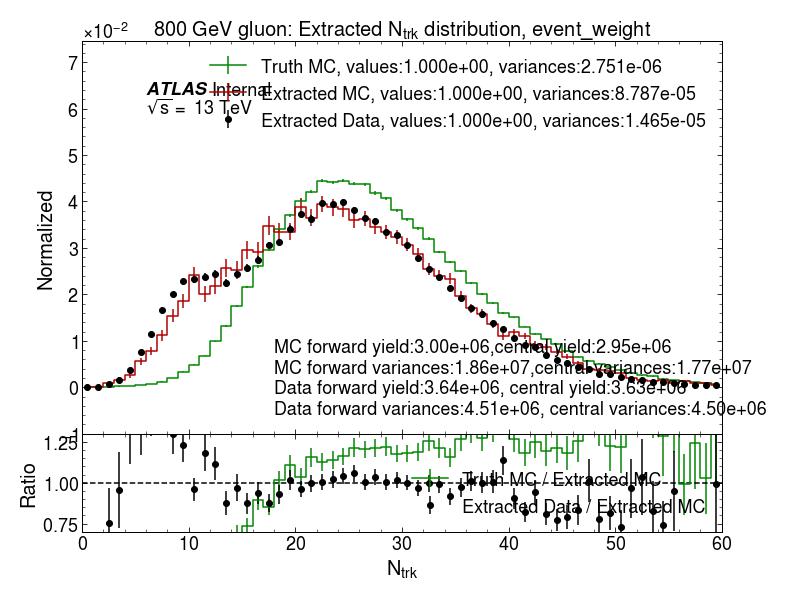 ×10⁻² 800 GeV gluon: Extracted Ntrk distribution, event_weight
Truth MC, values:1.000e+00, variances:2.751e-06
ATLAS Internal
Extracted MC, values:1.000e+00, variances:8.787e-05
√s = 13 TeV
Extracted Data, values:1.000e+00, variances:1.465e-05
7
6
5
4
3
2
1
0
1
Normalized
MC forward yield:3.00e+06,central yield:2.95e+06
MC forward variances:1.86e+07,central variances:1.77e+07
Data forward yield:3.64e+06, central yield:3.63e+06
Data forward variances:4.51e+06, central variances:4.50e+06
1.25
1.00
0.75
Ratio
Truth MC / Extracted MC
Extracted Data / Extracted MC
0 10 20 30 40 50 60
Ntrk